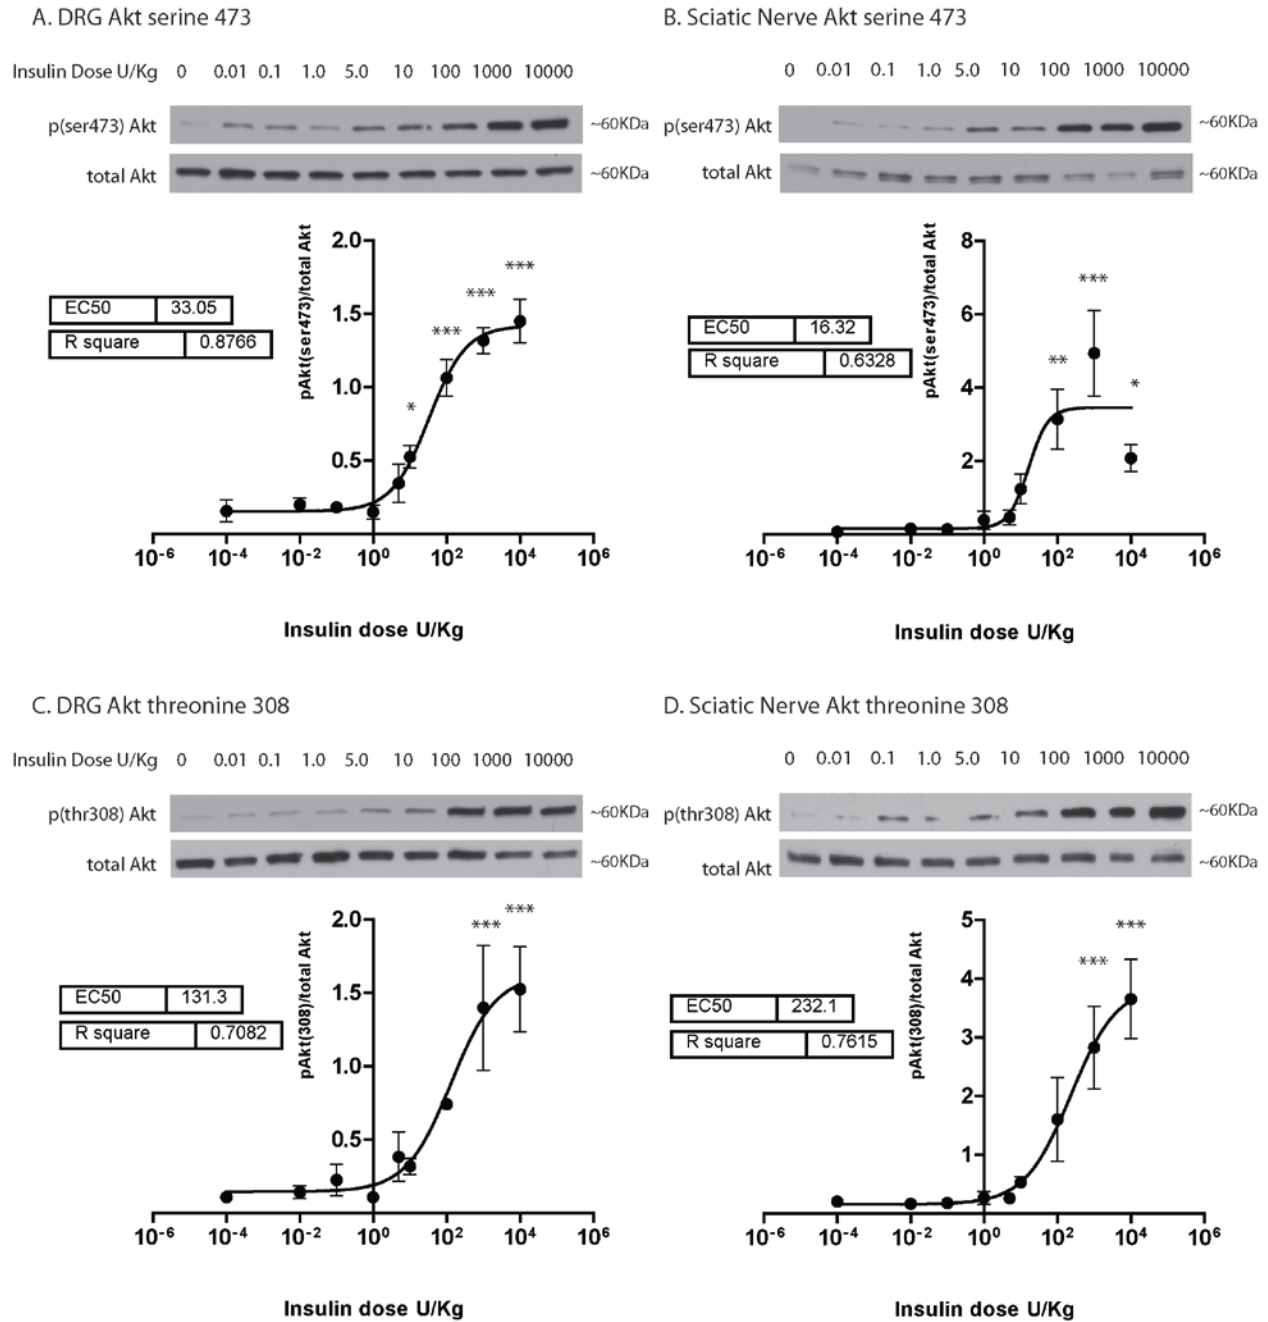 A. DRG Akt serine 473
Insulin Dose U/Kg 0 0.01 0.1 1.0 5.0 10 100 1000 10000
p(ser473) Akt ~60KDa
total Akt ~60KDa
EC50 33.05
R square 0.8766
pAkt(ser473)/total Akt
2.0
1.5
1.0
0.5
* *** *** ***
10-6 10-4 10-2 100 102 104 106
Insulin dose U/Kg
B. Sciatic Nerve Akt serine 473
0 0.01 0.1 1.0 5.0 10 100 1000 10000
p(ser473) Akt ~60KDa
total Akt ~60KDa
EC50 16.32
R square 0.6328
pAkt(ser473)/total Akt
8
6
4
2
** *** *
10-6 10-4 10-2 100 102 104 106
Insulin dose U/Kg
C. DRG Akt threonine 308
Insulin Dose U/Kg 0 0.01 0.1 1.0 5.0 10 100 1000 10000
p(thr308) Akt ~60KDa
total Akt ~60KDa
EC50 131.3
R square 0.7082
pAkt(308)/total Akt
2.0
1.5
1.0
0.5
*** ***
10-6 10-4 10-2 100 102 104 106
Insulin dose U/Kg
D. Sciatic Nerve Akt threonine 308
0 0.01 0.1 1.0 5.0 10 100 1000 10000
p(thr308) Akt ~60KDa
total Akt ~60KDa
EC50 232.1
R square 0.7615
pAkt(308)/total Akt
5
4
3
2
1
*** ***
10-6 10-4 10-2 100 102 104 106
Insulin dose U/Kg